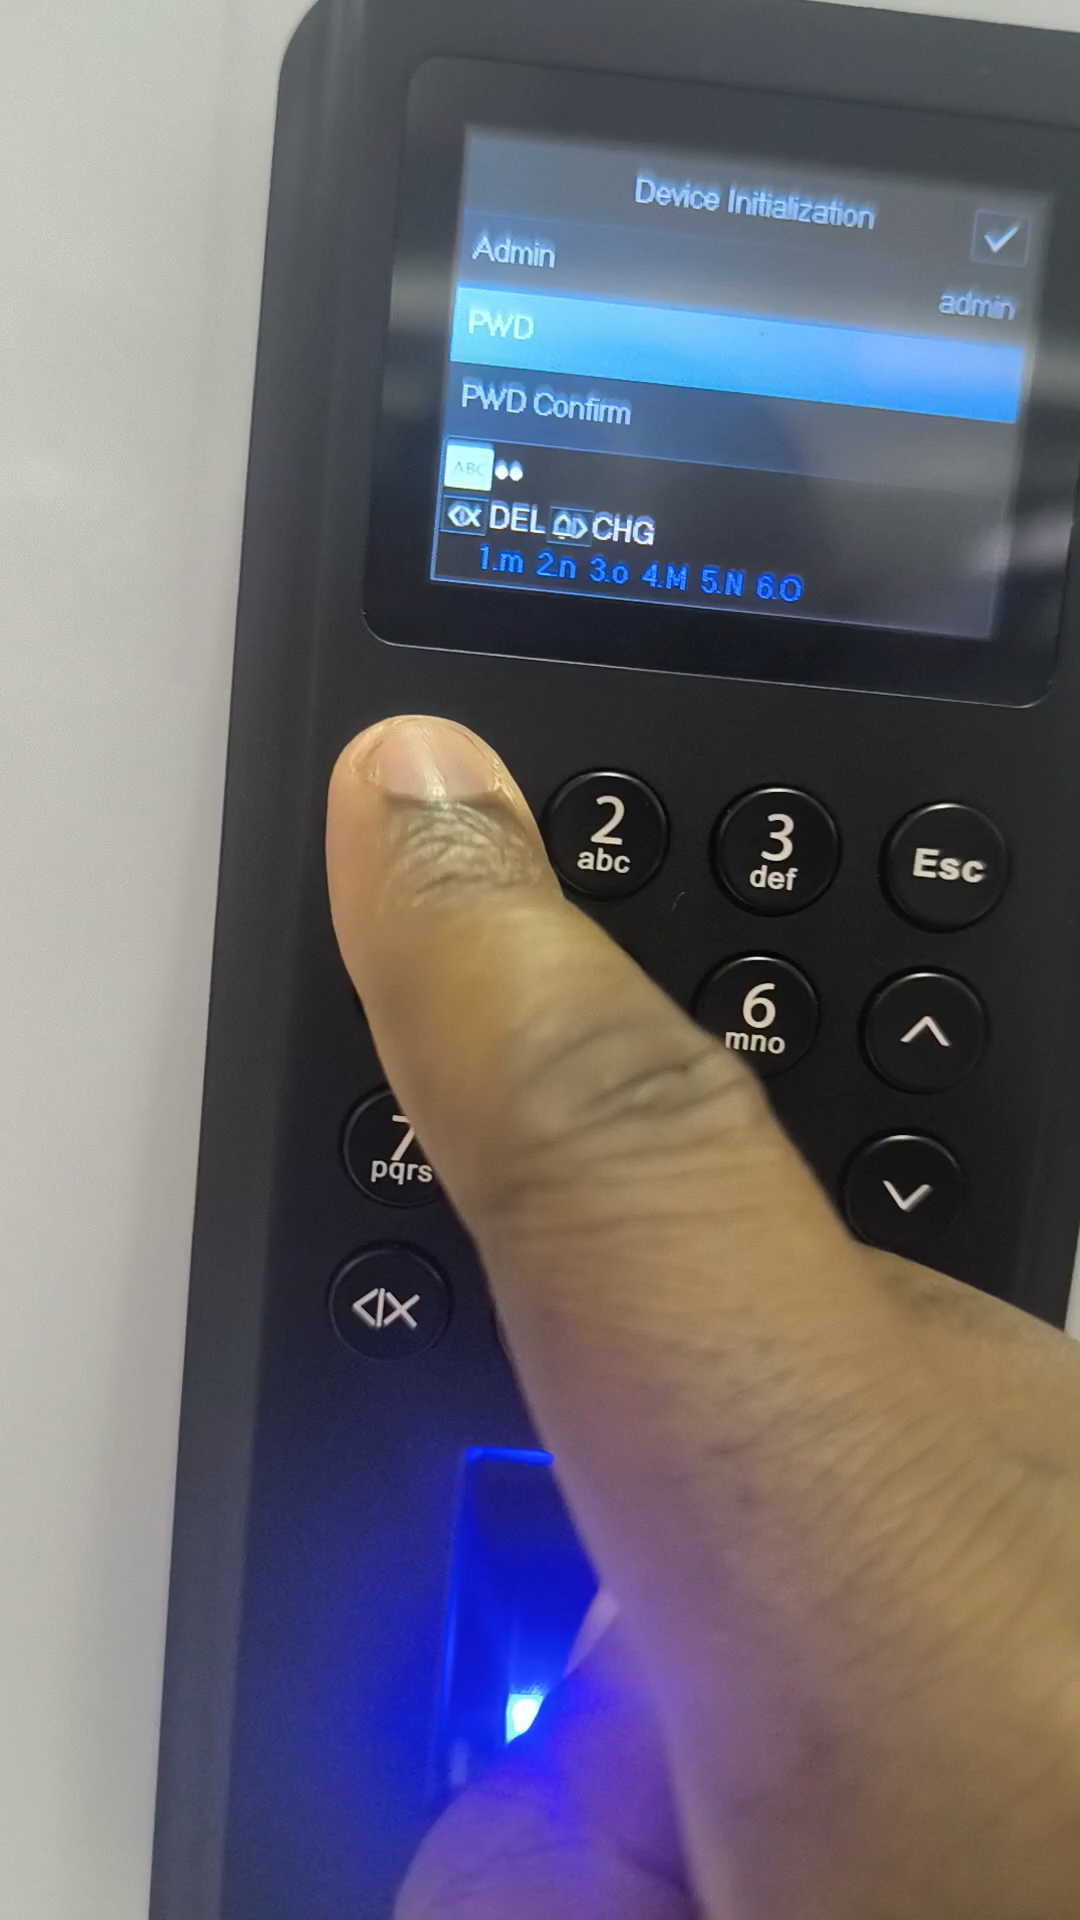 Device Initialization
Admin
admin
PWD
PWD Confirm
ABC
DEL CHG
1.m 2.n 3.o 4.M 5.N 6.O
2
abc
3
def
Esc
6
mno
7
pqrs